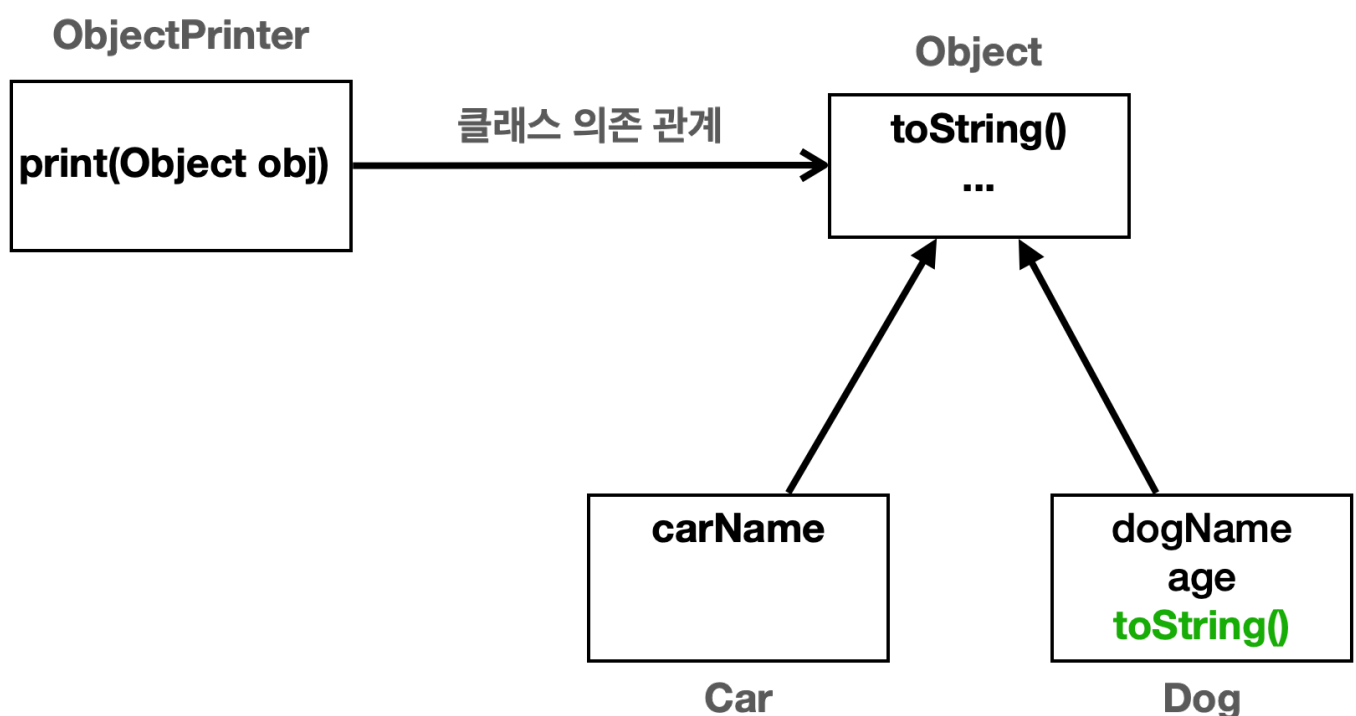 ObjectPrinter
print(Object obj)
클래스 의존 관계
Object
toString()
...
carName
Car
dogName
age
toString()
Dog